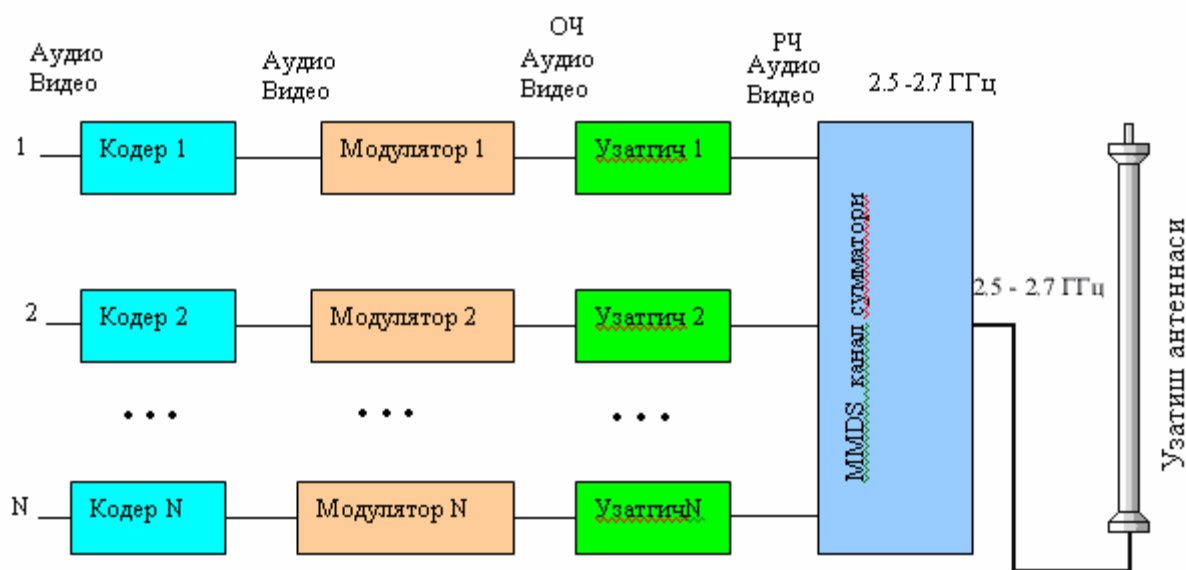 Аудио
Видео
Аудио
Видео
ОЧ
Аудио
Видео
РЧ
Аудио
Видео
2.5 -2.7 ГГц
1
Кодер 1
Модулятор 1
Узатгич 1
2
Кодер 2
Модулятор 2
Узатгич 2
• • •
• • •
• • •
N
Кодер N
Модулятор N
УзатгичN
MMDS канал сумматори
2.5 - 2.7 ГГц
Узатиш антеннаси